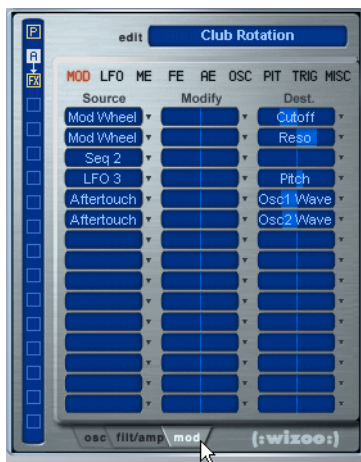 P
edit Club Rotation
A
FX
MOD LFO ME FE AE OSC PIT TRIG MISC
Source Modify Dest.
Mod Wheel Cutoff
Mod Wheel Reso
Seq 2
LFO 3 Pitch
Aftertouch Osc1 Wave
Aftertouch Osc2 Wave
osc filt/amp mod (:wizoo:)